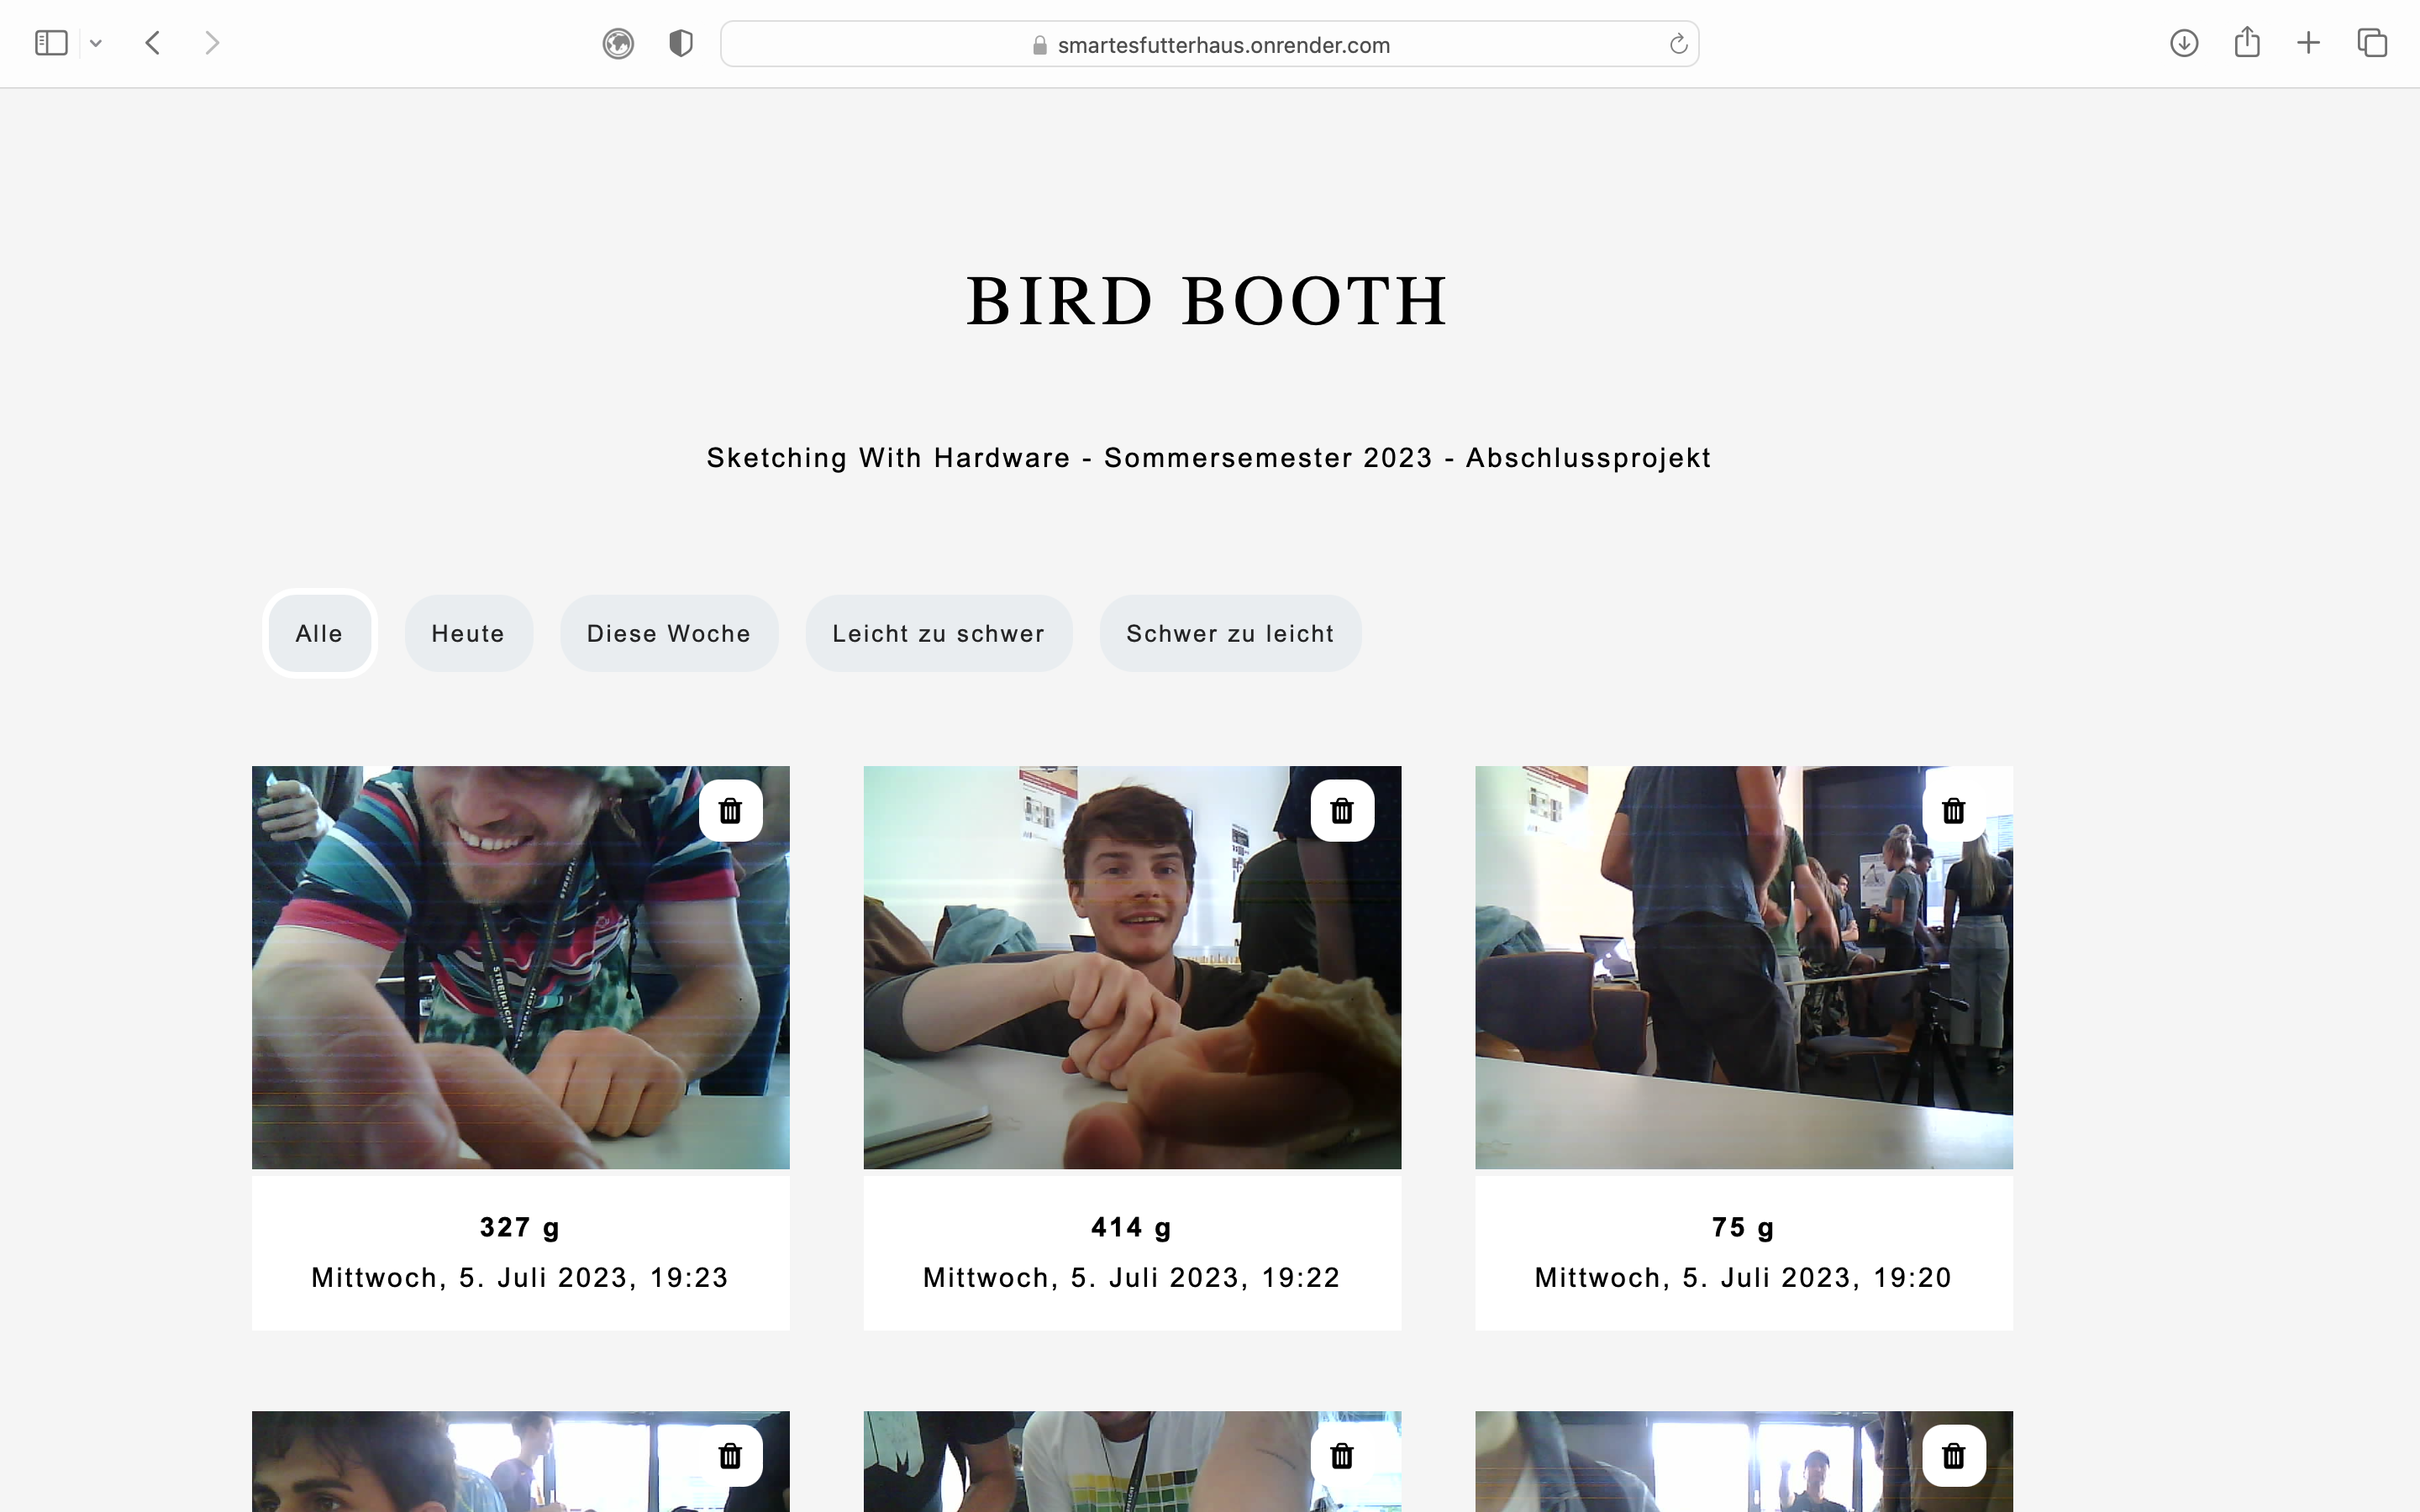 smartesfutterhaus.onrender.com
BIRD BOOTH
Sketching With Hardware - Sommersemester 2023 - Abschlussprojekt
Alle Heute Diese Woche Leicht zu schwer Schwer zu leicht
STREIFLICHT
327 g
Mittwoch, 5. Juli 2023, 19:23
414 g
Mittwoch, 5. Juli 2023, 19:22
75 g
Mittwoch, 5. Juli 2023, 19:20